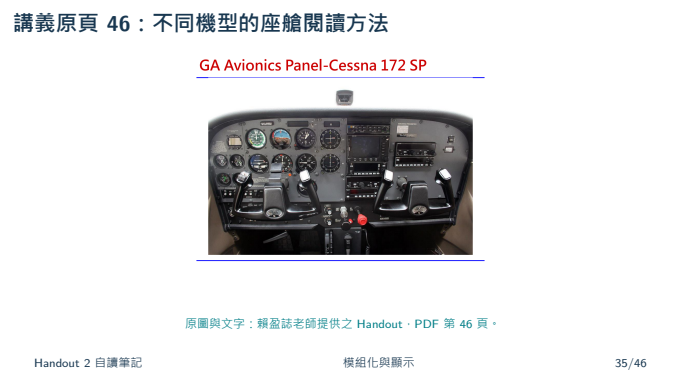 講義原頁 46：不同機型的座艙閱讀方法
GA Avionics Panel-Cessna 172 SP
原圖與文字：賴盈誌老師提供之 Handout，PDF 第 46 頁。
Handout 2 自讀筆記
模組化與顯示
35/46